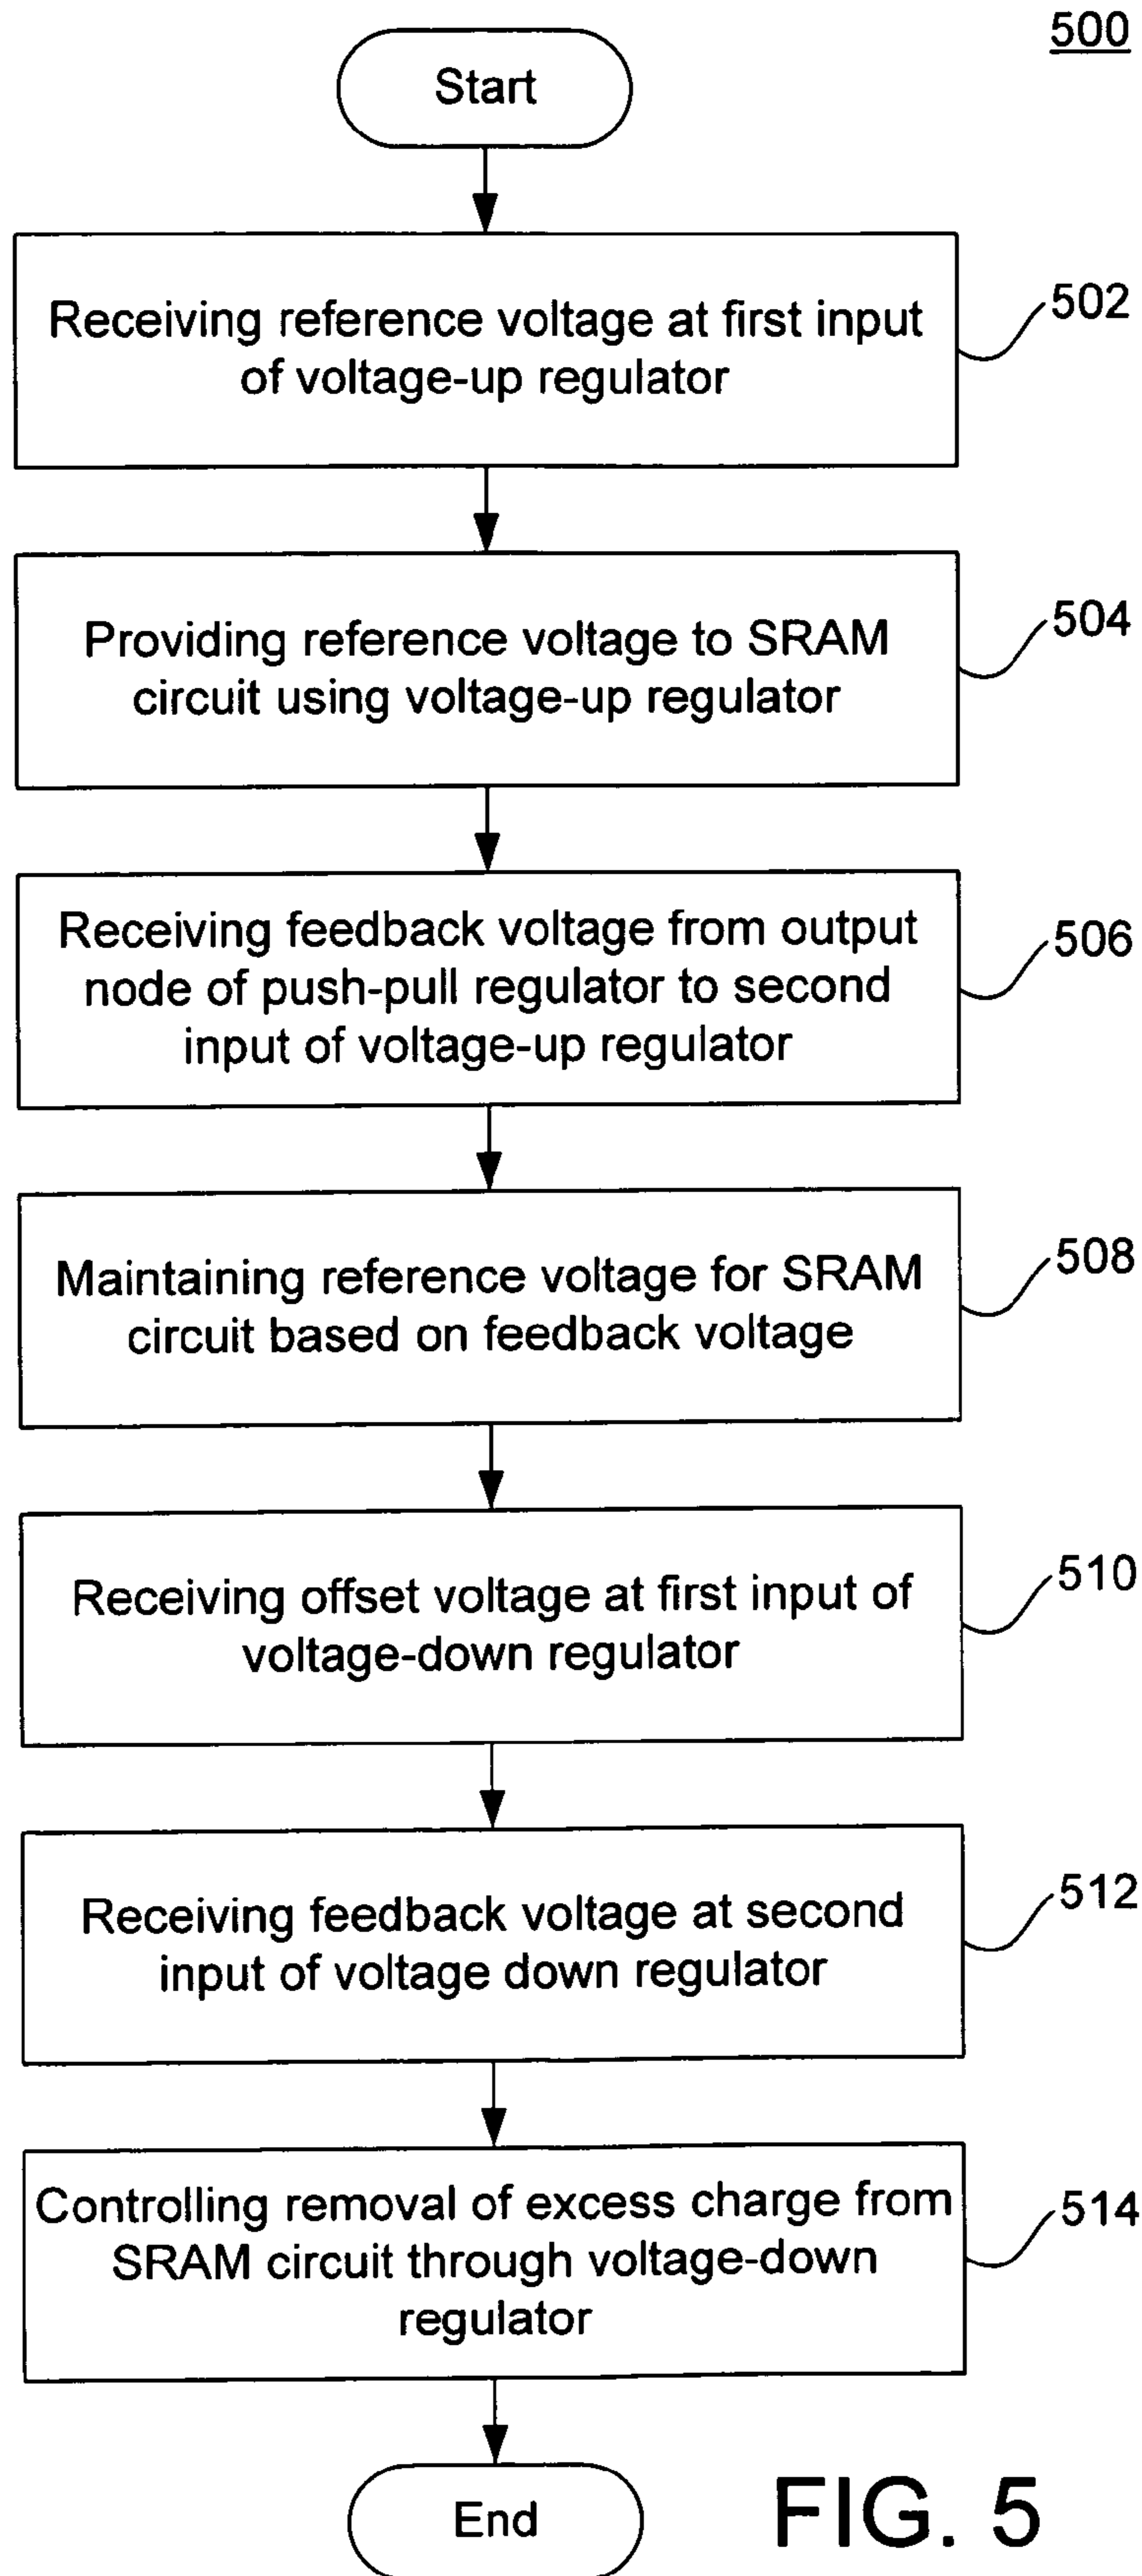 500
Start
Receiving reference voltage at first input
of voltage-up regulator
502
Providing reference voltage to SRAM
circuit using voltage-up regulator
504
Receiving feedback voltage from output
node of push-pull regulator to second
input of voltage-up regulator
506
Maintaining reference voltage for SRAM
circuit based on feedback voltage
508
Receiving offset voltage at first input of
voltage-down regulator
510
Receiving feedback voltage at second
input of voltage down regulator
512
Controlling removal of excess charge from
SRAM circuit through voltage-down
regulator
514
End
FIG. 5